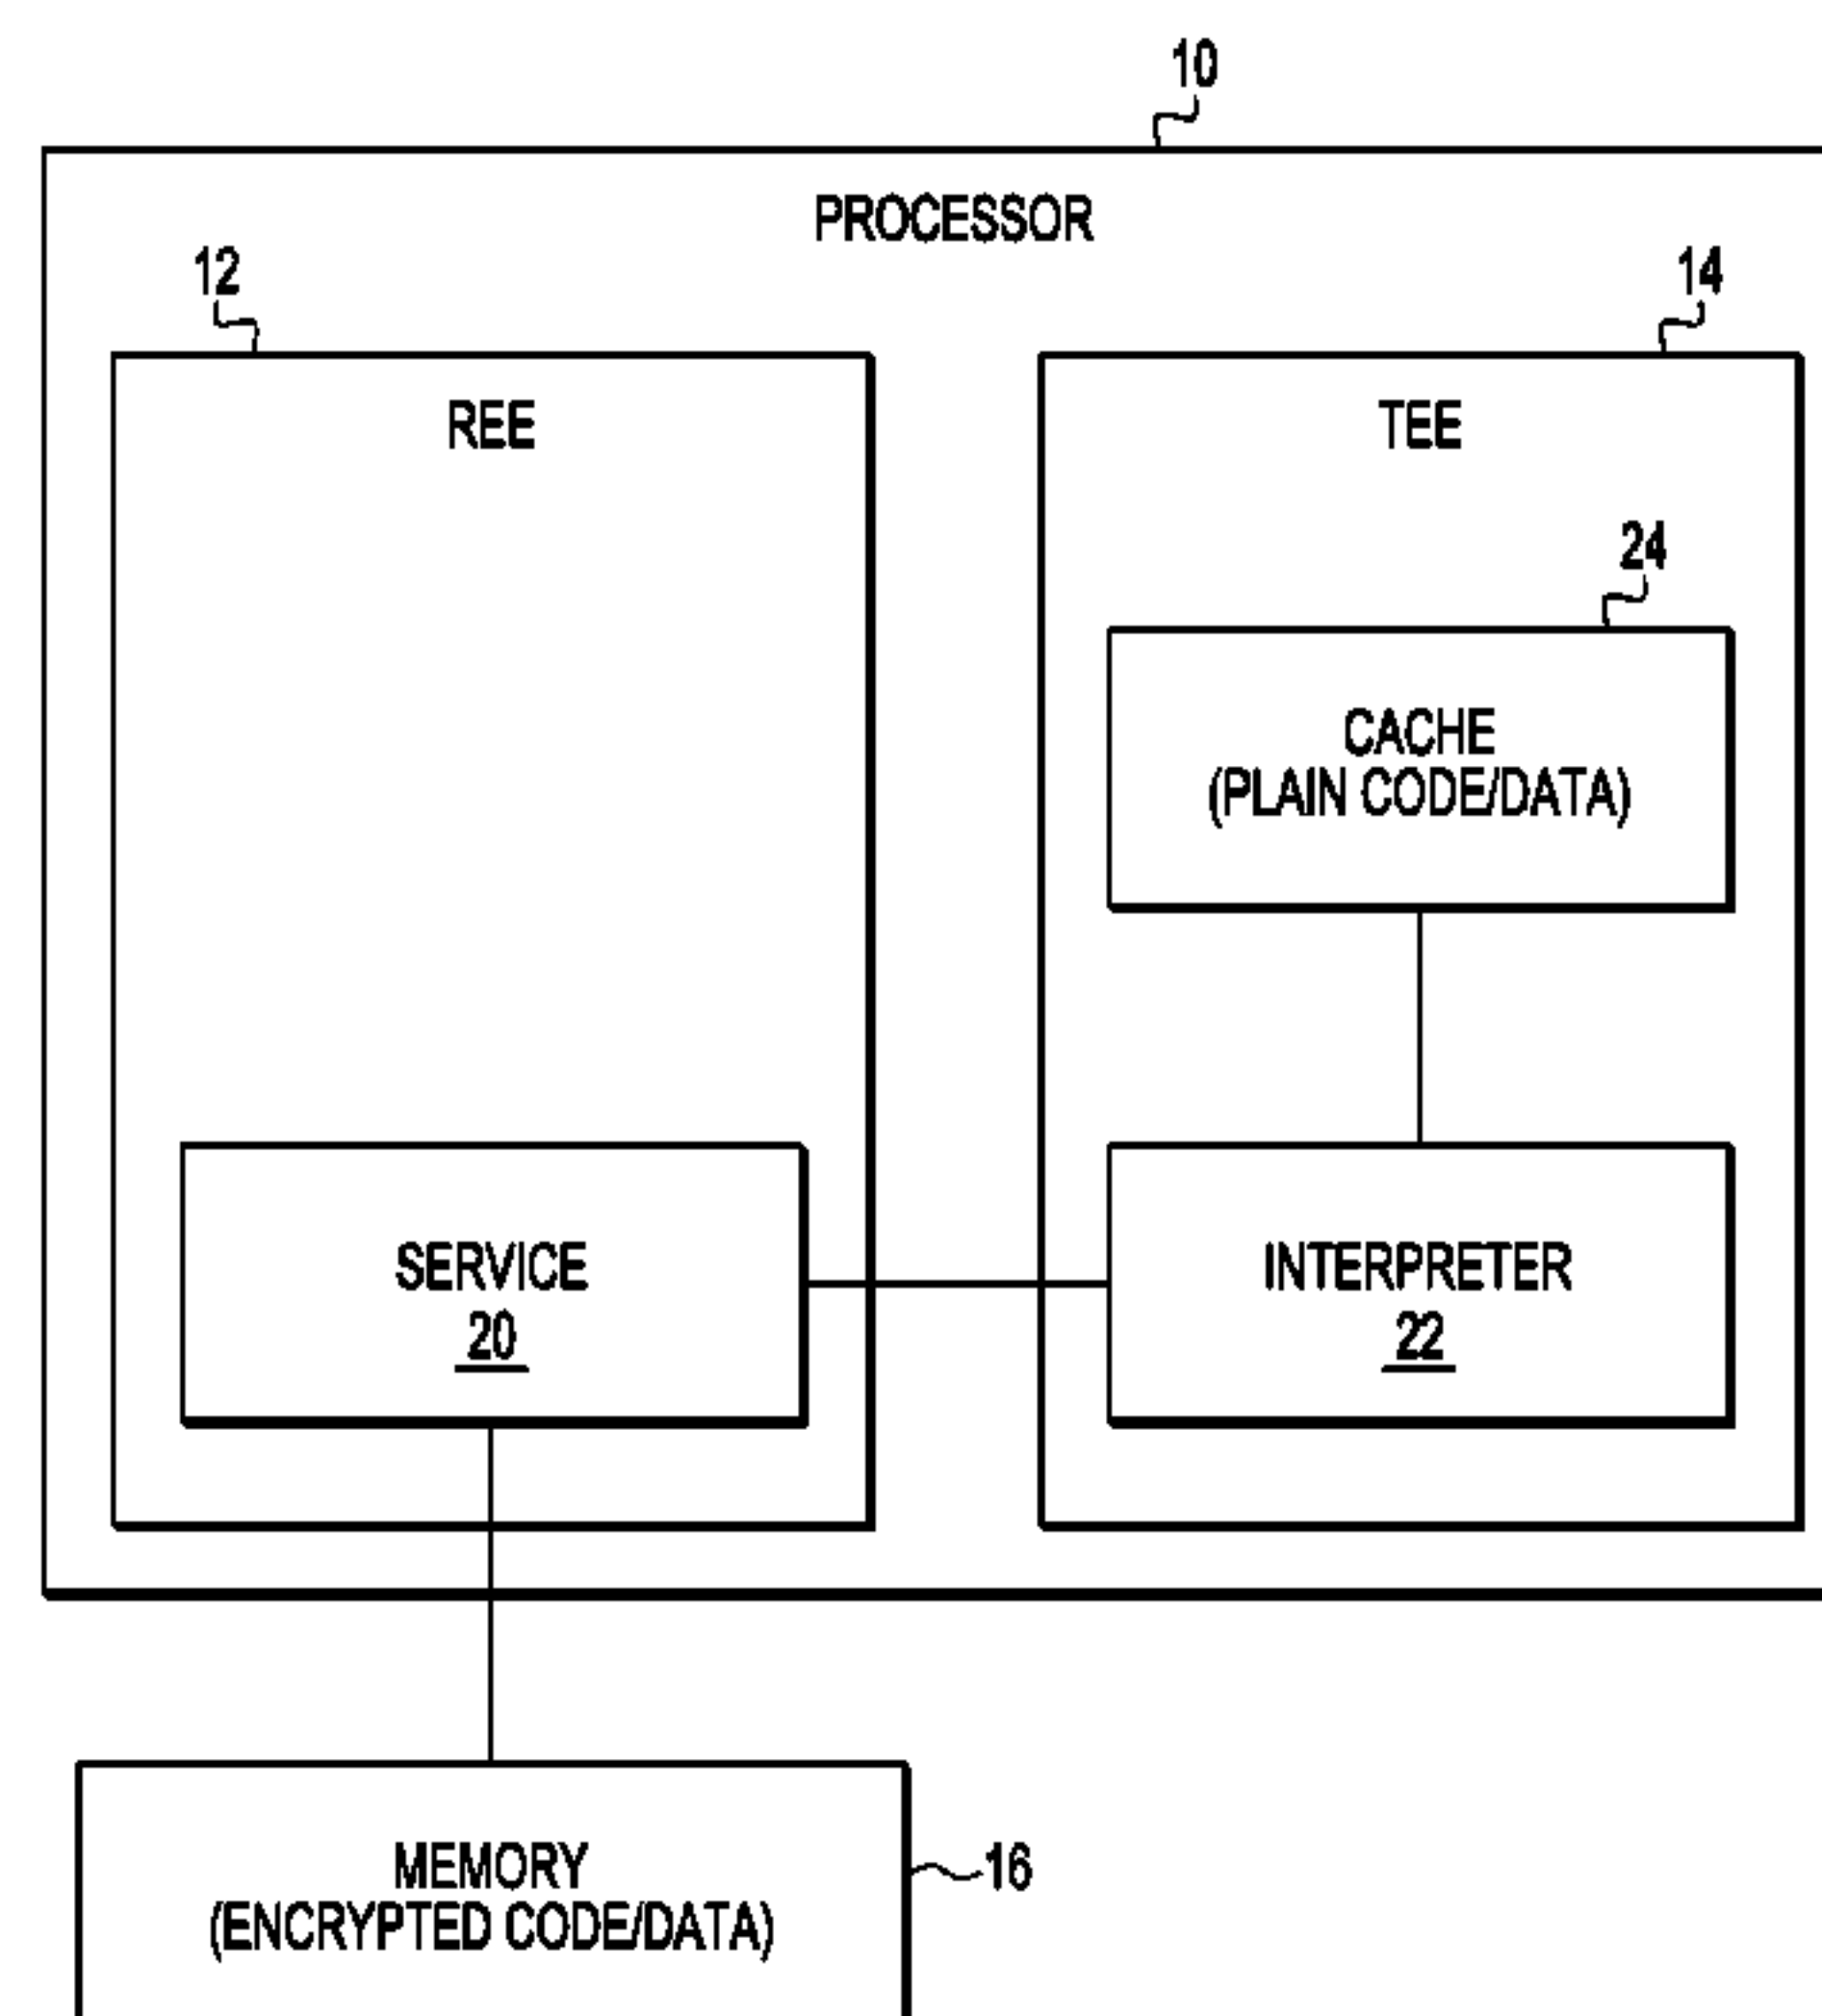 10
PROCESSOR
12
14
REE
TEE
24
CACHE
(PLAIN CODE/DATA)
SERVICE
20
INTERPRETER
22
MEMORY
(ENCRYPTED CODE/DATA)
16